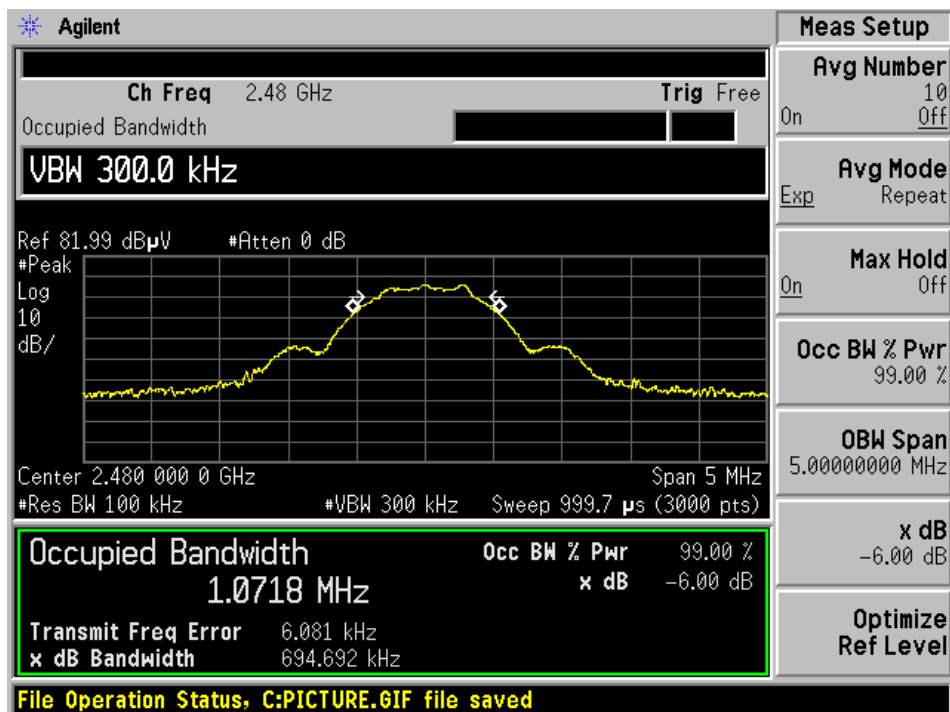 Agilent
Meas Setup
Ch Freq 2.48 GHz Trig Free
Occupied Bandwidth
VBW 300.0 kHz
Ref 81.99 dBµV #Atten 0 dB
#Peak
Log
10
dB/
Center 2.480 000 0 GHz Span 5 MHz
#Res BW 100 kHz #VBW 300 kHz Sweep 999.7 µs (3000 pts)
Occupied Bandwidth Occ BW % Pwr 99.00 %
1.0718 MHz x dB -6.00 dB
Transmit Freq Error 6.081 kHz
x dB Bandwidth 694.692 kHz
File Operation Status, C:PICTURE.GIF file saved
Avg Number
10
On Off
Avg Mode
Exp Repeat
Max Hold
On Off
Occ BW % Pwr
99.00 %
OBW Span
5.00000000 MHz
x dB
-6.00 dB
Optimize
Ref Level